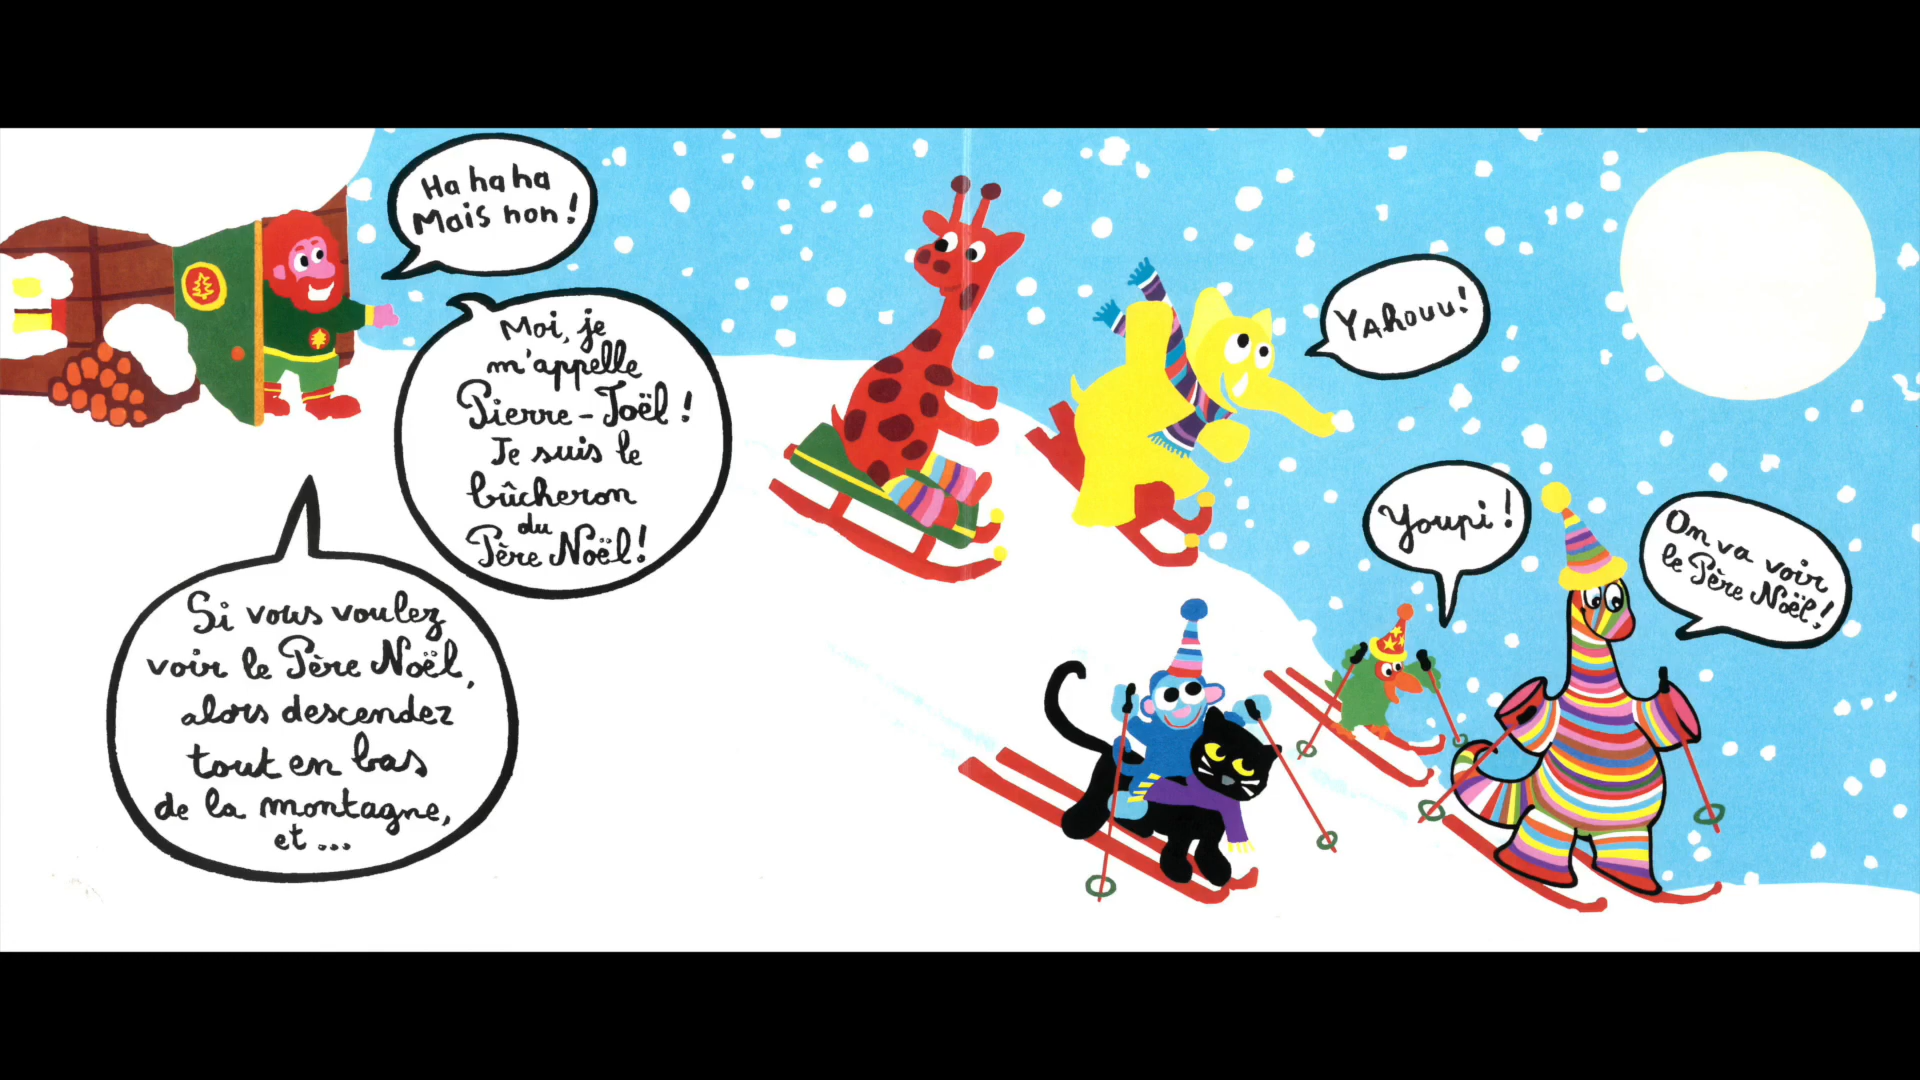 Ha ha ha
Mais non !
Moi, je
m'appelle
Pierre-Joël !
Je suis le
bûcheron
du
Père Noël !
Si vous voulez
voir le Père Noël,
alors descendez
tout en bas
de la montagne,
et ...
YAhouu !
Youpi !
On va voir
le Père Noël !